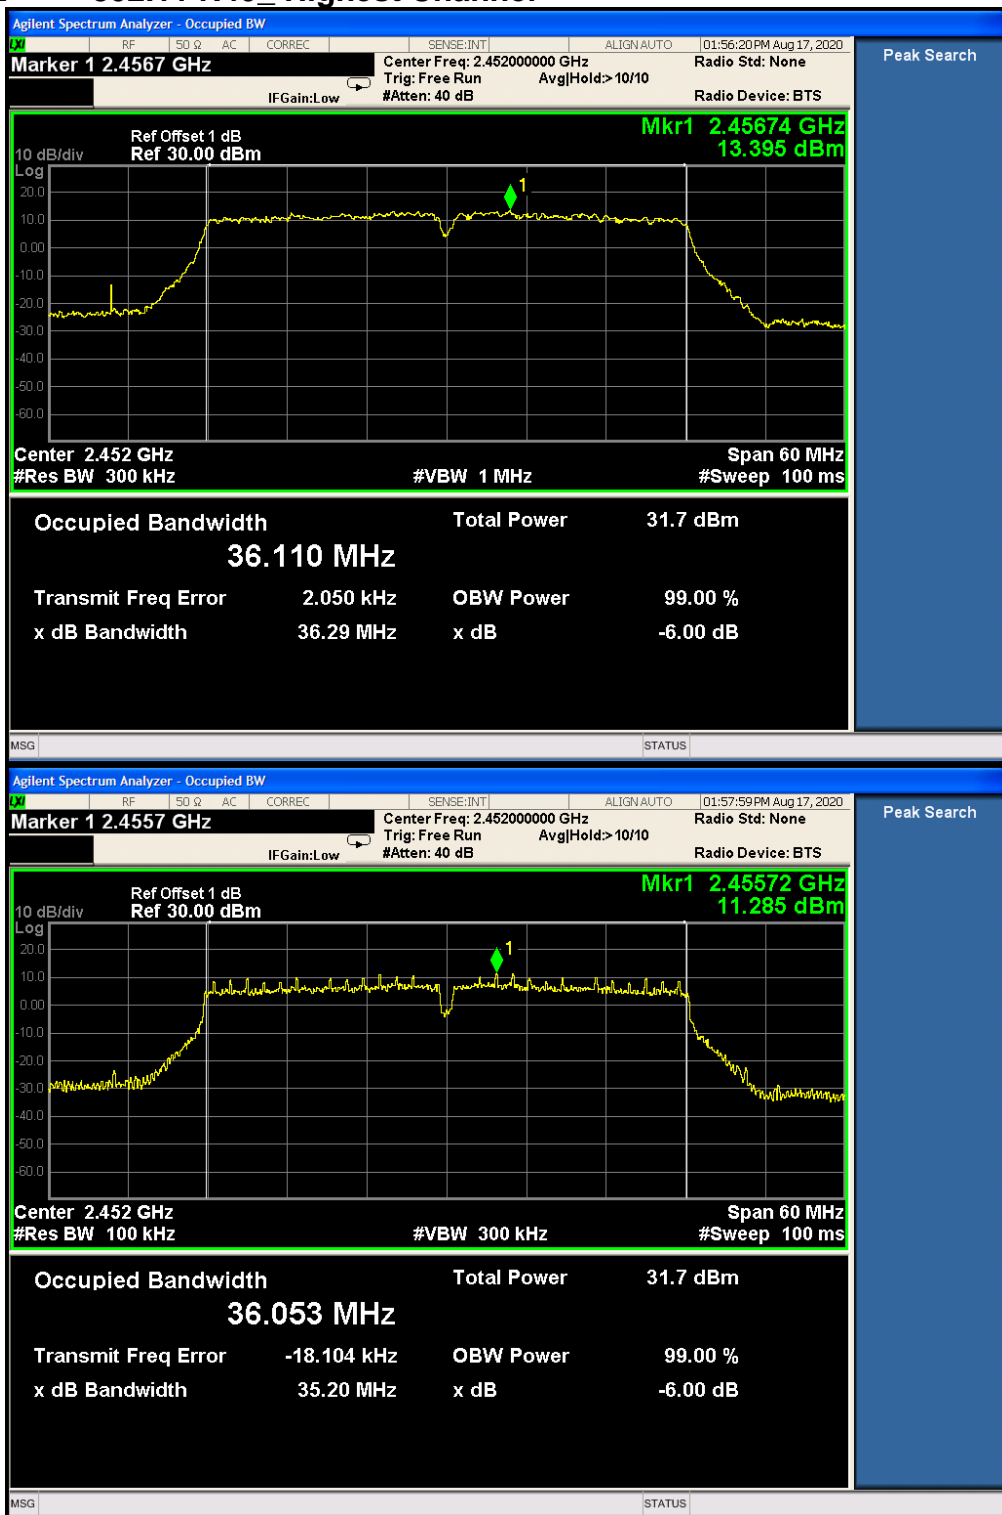 Highest Channel
Agilent Spectrum Analyzer - Occupied BW
LXI RF 50 Ω AC CORREC SENSE:INT ALIGN AUTO 01:56:20 PM Aug 17, 2020
Marker 1 2.4567 GHz
Center Freq: 2.452000000 GHz
Radio Std: None
Trig: Free Run Avg|Hold:>10/10
IFGain:Low #Atten: 40 dB
Radio Device: BTS
Peak Search
Ref Offset 1 dB
Mkr1 2.45674 GHz
10 dB/div Ref 30.00 dBm
13.395 dBm
Log
1
20.0
10.0
0.00
-10.0
-20.0
-30.0
-40.0
-50.0
-60.0
Center 2.452 GHz Span 60 MHz
#Res BW 300 kHz #VBW 1 MHz #Sweep 100 ms
Occupied Bandwidth Total Power 31.7 dBm
36.110 MHz
Transmit Freq Error 2.050 kHz OBW Power 99.00 %
x dB Bandwidth 36.29 MHz x dB -6.00 dB
MSG STATUS
Agilent Spectrum Analyzer - Occupied BW
LXI RF 50 Ω AC CORREC SENSE:INT ALIGN AUTO 01:57:59 PM Aug 17, 2020
Marker 1 2.4557 GHz
Center Freq: 2.452000000 GHz
Radio Std: None
Trig: Free Run Avg|Hold:>10/10
IFGain:Low #Atten: 40 dB
Radio Device: BTS
Peak Search
Ref Offset 1 dB
Mkr1 2.45572 GHz
10 dB/div Ref 30.00 dBm
11.285 dBm
Log
1
20.0
10.0
0.00
-10.0
-20.0
-30.0
-40.0
-50.0
-60.0
Center 2.452 GHz Span 60 MHz
#Res BW 100 kHz #VBW 300 kHz #Sweep 100 ms
Occupied Bandwidth Total Power 31.7 dBm
36.053 MHz
Transmit Freq Error -18.104 kHz OBW Power 99.00 %
x dB Bandwidth 35.20 MHz x dB -6.00 dB
MSG STATUS